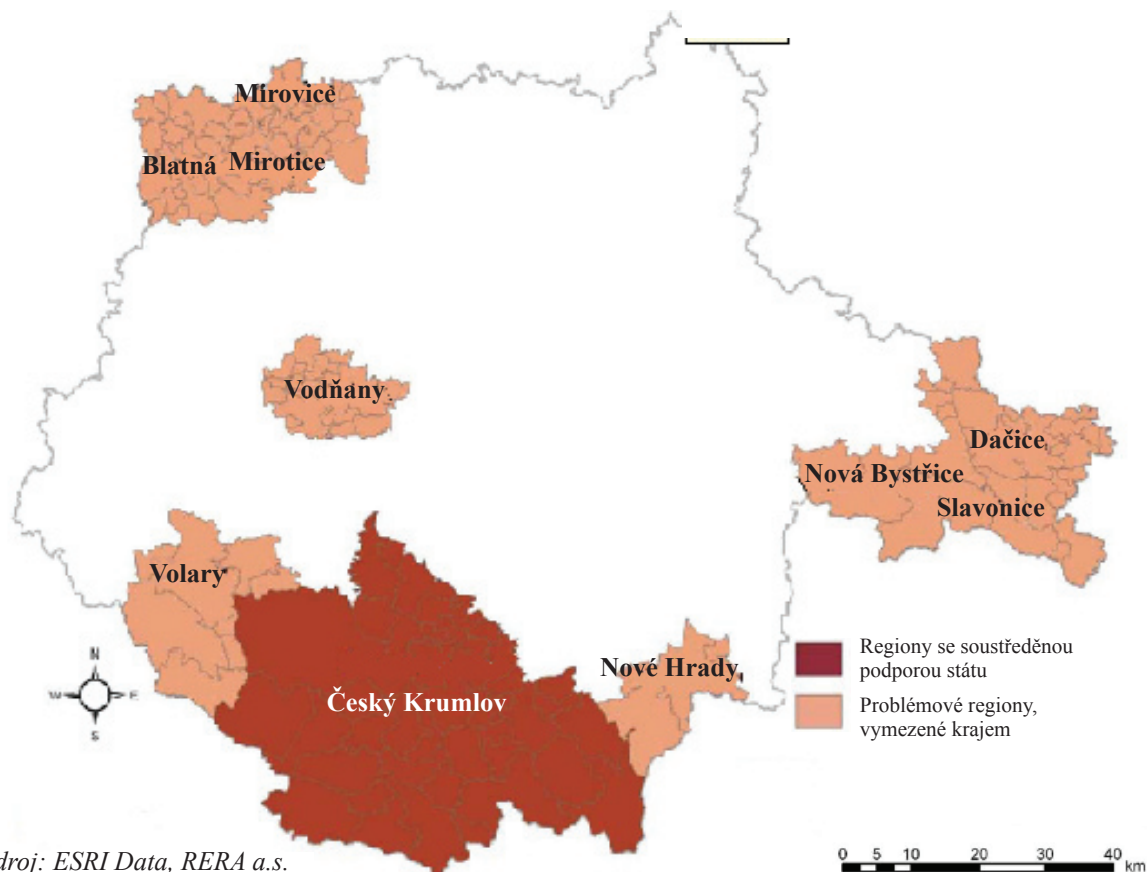 Mirovice
Blatná
Mirotice
Vodňany
Dačice
Nová Bystřice
Slavonice
Volary
Nové Hrady
Český Krumlov
N
W
E
S
Regiony se soustředěnou
podporou státu
Problémové regiony,
vymezené krajem
droj: ESRI Data, RERA a.s.
0 5 10 20 30 40
km